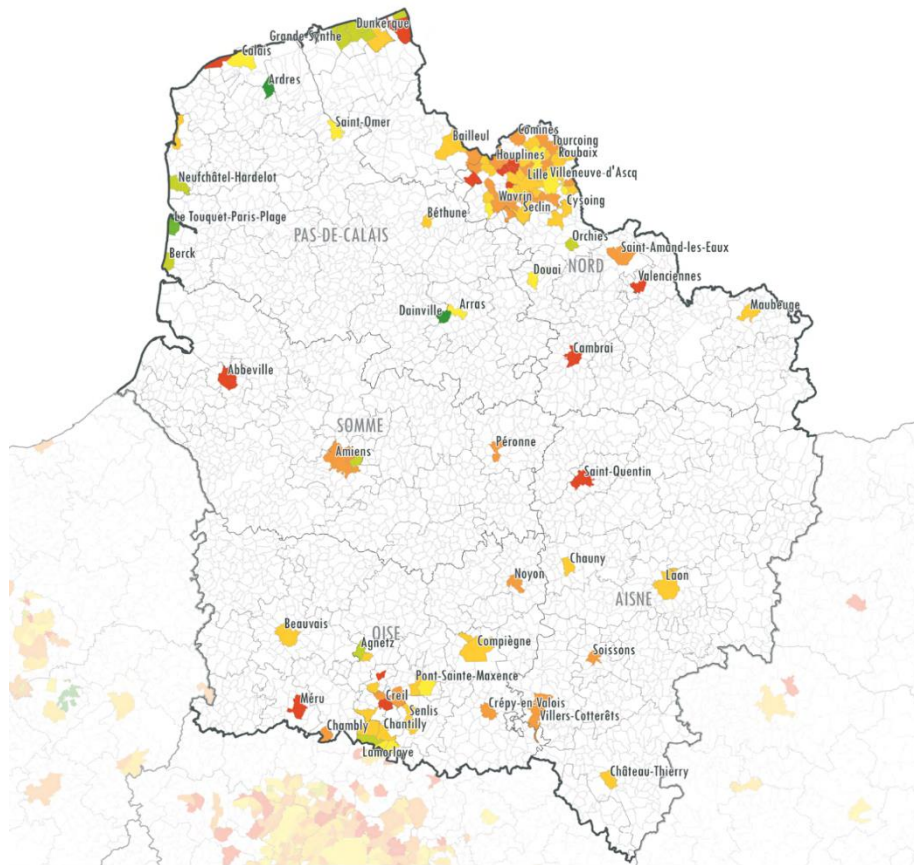 Dunkerque
Grande-Synthe
Calais
Ardres
Saint-Omer
Bailleul
Comines
Tourcoing
Roubaix
Houplines
Lille
Villeneuve-d'Ascq
Neufchâtel-Hardelot
Wavrin
Seclin
Cysoing
Béthune
Le Touquet-Paris-Plage
PAS-DE-CALAIS
Orchies
Saint-Amand-les-Eaux
Berck
NORD
Douai
Valenciennes
Dainville
Arras
Maubeuge
Cambrai
Abbeville
SOMME
Amiens
Péronne
Saint-Quentin
Chauny
Noyon
Laon
AISNE
Beauvais
OISE
Agnetz
Compiègne
Soissons
Pont-Sainte-Maxence
Méru
Creil
Senlis
Crépy-en-Valois
Villers-Cotterêts
Chambly
Chantilly
Lamorlaye
Château-Thierry